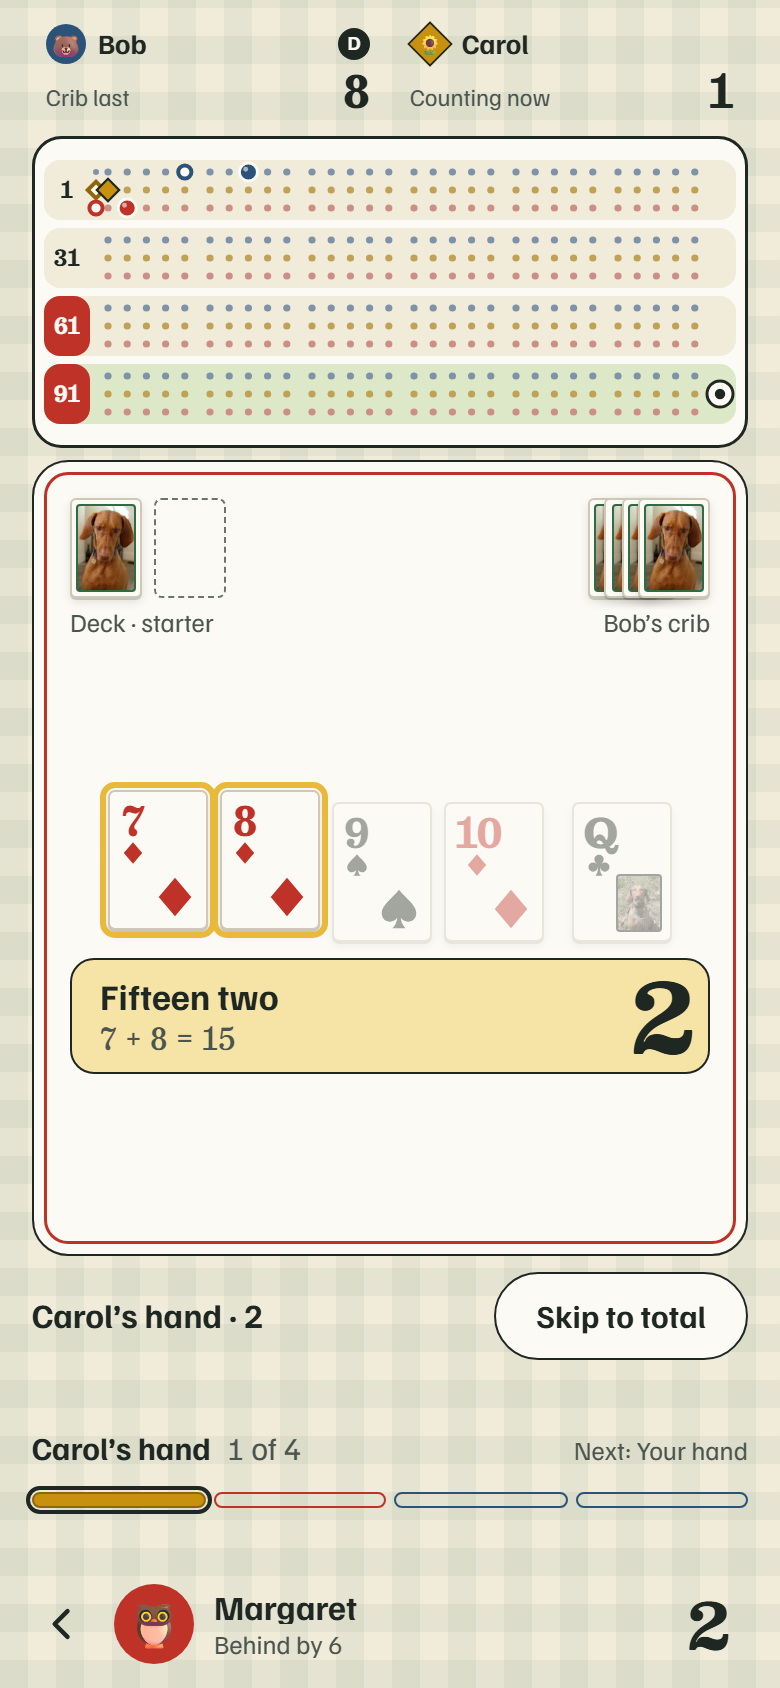 Bob
D
Carol
Crib last
8
Counting now
1
1
31
61
91
Deck · starter
Bob's crib
7
8
9
10
Q
Fifteen two
7 + 8 = 15
2
Carol's hand · 2
Skip to total
Carol's hand 1 of 4
Next: Your hand
Margaret
Behind by 6
2